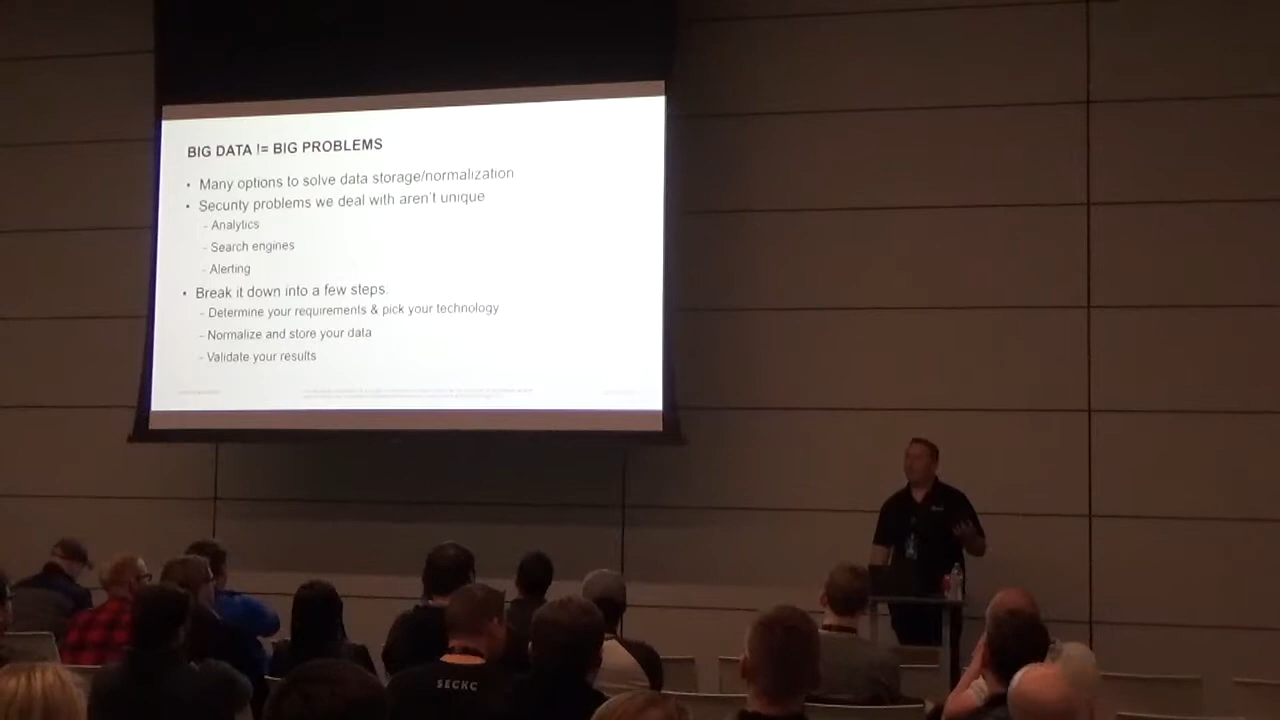 BIG DATA != BIG PROBLEMS
• Many options to solve data storage/normalization
• Security problems we deal with aren't unique
- Analytics
- Search engines
- Alerting
• Break it down into a few steps:
- Determine your requirements & pick your technology
- Normalize and store your data
- Validate your results
SECKC